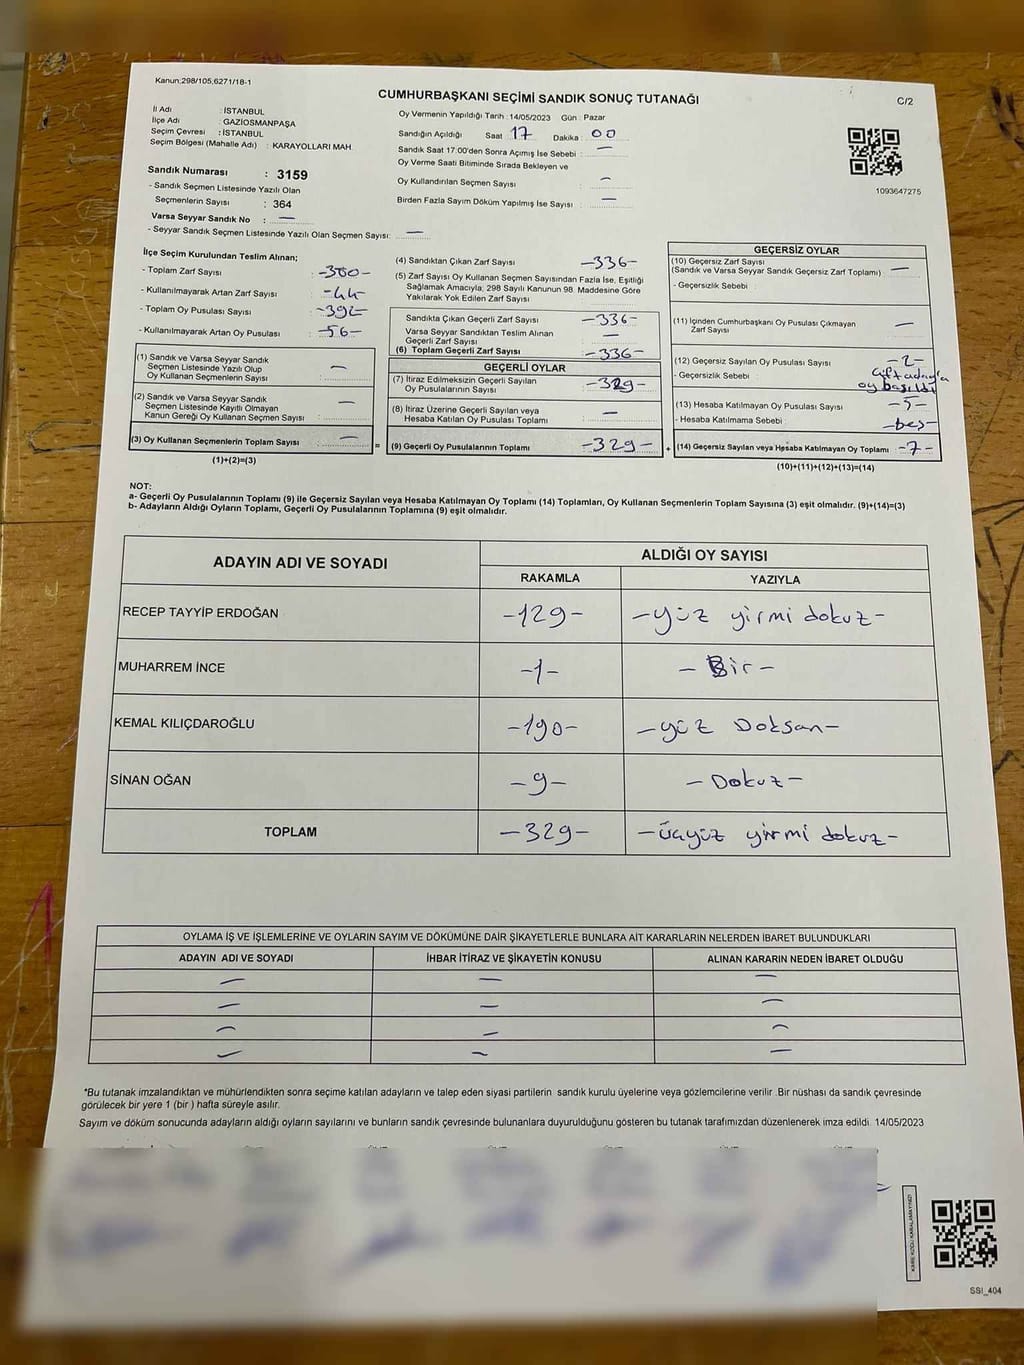 Kanun:298/105,6271/18-1
CUMHURBAŞKANI SEÇİMİ SANDIK SONUÇ TUTANAĞI
C/2
İl Adı : İSTANBUL
İlçe Adı : GAZİOSMANPAŞA
Seçim Çevresi : İSTANBUL
Seçim Bölgesi (Mahalle Adı) : KARAYOLLARI MAH
Sandık Numarası : 3159
- Sandık Seçmen Listesinde Yazılı Olan
Seçmenlerin Sayısı : 364
Varsa Seyyar Sandık No : —
- Seyyar Sandık Seçmen Listesinde Yazılı Olan Seçmen Sayısı: —
Oy Vermenin Yapıldığı Tarih : 14/05/2023 Gün : Pazar
Sandığın Açıldığı Saat 17 Dakika : 00
Sandık Saat 17:00'den Sonra Açımış İse Sebebi : —
Oy Verme Saati Bitiminde Sırada Bekleyen ve
Oy Kullandırılan Seçmen Sayısı : —
Birden Fazla Sayım Döküm Yapılmış İse Sayısı : —
1093647275
İlçe Seçim Kurulundan Teslim Alınan;
- Toplam Zarf Sayısı
- Kullanılmayarak Artan Zarf Sayısı : -44-
- Toplam Oy Pusulası Sayısı : -392-
- Kullanılmayarak Artan Oy Pusulası : -56-
(1) Sandık ve Varsa Seyyar Sandık
Seçmen Listesinde Yazılı Olup
Oy Kullanan Seçmenlerin Sayısı : —
(2) Sandık ve Varsa Seyyar Sandık
Seçmen Listesinde Kayıtlı Olmayan
Kanun Gereği Oy Kullanan Seçmen Sayısı : —
(3) Oy Kullanan Seçmenlerin Toplam Sayısı : — =
(1)+(2)=(3)
(4) Sandıktan Çıkan Zarf Sayısı : -336-
(5) Zarf Sayısı Oy Kullanan Seçmen Sayısından Fazla İse, Eşitliği
Sağlamak Amacıyla; 298 Sayılı Kanunun 98. Maddesine Göre
Yakılarak Yok Edilen Zarf Sayısı
Sandıkta Çıkan Geçerli Zarf Sayısı : -336-
Varsa Seyyar Sandıktan Teslim Alınan
Geçerli Zarf Sayısı : —
(6) Toplam Geçerli Zarf Sayısı : -336-
GEÇERLİ OYLAR
(7) İtiraz Edilmeksizin Geçerli Sayılan
Oy Pusulalarının Sayısı : -329-
(8) İtiraz Üzerine Geçerli Sayılan veya
Hesaba Katılan Oy Pusulası Toplamı : —
(9) Geçerli Oy Pusulalarının Toplamı : -329- +
GEÇERSİZ OYLAR
(10) Geçersiz Zarf Sayısı
(Sandık ve Varsa Seyyar Sandık Geçersiz Zarf Toplamı) : —
- Geçersizlik Sebebi :
(11) İçinden Cumhurbaşkanı Oy Pusulası Çıkmayan
Zarf Sayısı : —
(12) Geçersiz Sayılan Oy Pusulası Sayısı : -2-
- Geçersizlik Sebebi : Çift adayla
oy basıldı
(13) Hesaba Katılmayan Oy Pusulası Sayısı : -5-
- Hesaba Katılmama Sebebi : -beş-
(14) Geçersiz Sayılan veya Hesaba Katılmayan Oy Toplamı : -7-
(10)+(11)+(12)+(13)=(14)
NOT:
a- Geçerli Oy Pusulalarının Toplamı (9) ile Geçersiz Sayılan veya Hesaba Katılmayan Oy Toplamı (14) Toplamları, Oy Kullanan Seçmenlerin Toplam Sayısına (3) eşit olmalıdır. (9)+(14)=(3)
b- Adayların Aldığı Oyların Toplamı, Geçerli Oy Pusulalarının Toplamına (9) eşit olmalıdır.
ADAYIN ADI VE SOYADI ALDIĞI OY SAYISI
RAKAMLA YAZIYLA
RECEP TAYYİP ERDOĞAN -129- -yüz yirmi dokuz-
MUHARREM İNCE -1- -Bir-
KEMAL KILIÇDAROĞLU -190- -yüz Doksan-
SİNAN OĞAN -9- -Dokuz-
TOPLAM -329- -üçyüz yirmi dokuz-
OYLAMA İŞ VE İŞLEMLERİNE VE OYLARIN SAYIM VE DÖKÜMÜNE DAİR ŞİKAYETLERLE BUNLARA AİT KARARLARIN NELERDEN İBARET BULUNDUKLARI
ADAYIN ADI VE SOYADI İHBAR İTİRAZ VE ŞİKAYETİN KONUSU ALINAN KARARIN NEDEN İBARET OLDUĞU
— — —
— — —
— — —
— — —
*Bu tutanak imzalandıktan ve mühürlendikten sonra seçime katılan adayların ve talep eden siyasi partilerin sandık kurulu üyelerine veya gözlemcilerine verilir .Bir nüshası da sandık çevresinde
görülecek bir yere 1 (bir ) hafta süreyle asılır.
Sayım ve döküm sonucunda adayların aldığı oyların sayılarını ve bunların sandık çevresinde bulunanlara duyurulduğunu gösteren bu tutanak tarafımızdan düzenlenerek imza edildi. 14/05/2023
SSI_404